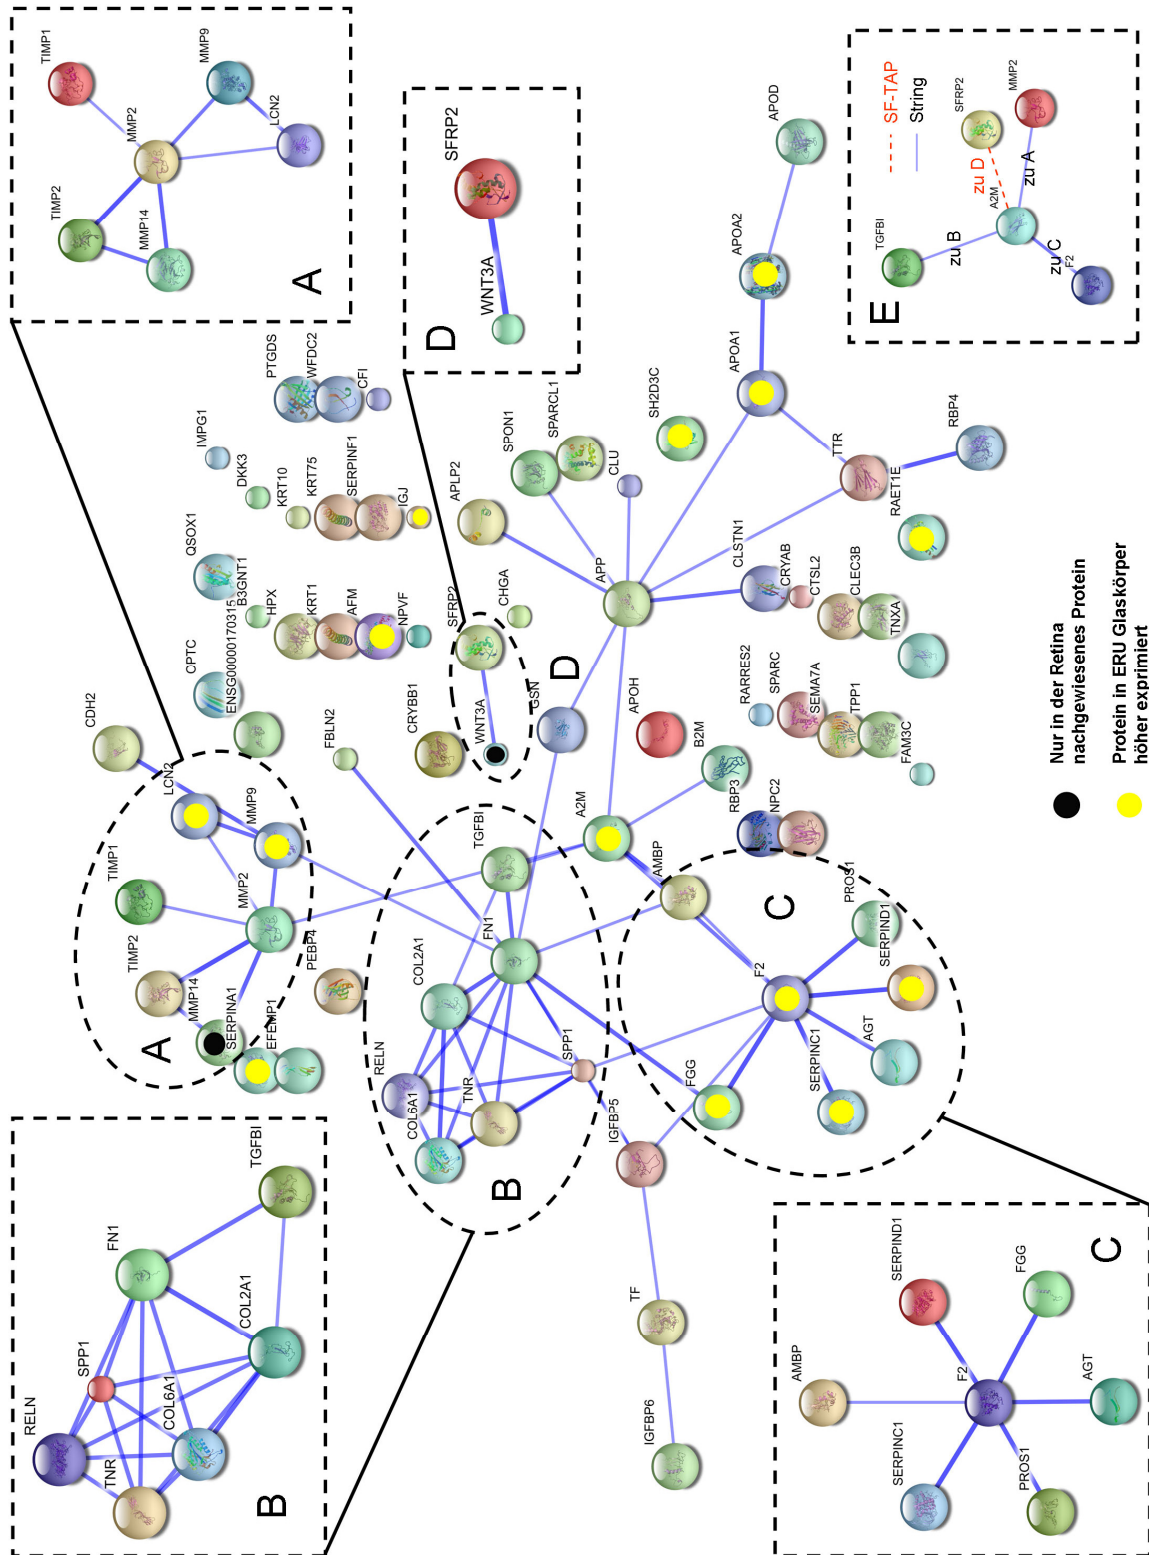 RELN
SPP1
FN1
TNR
COL6A1
COL2A1
TGFBI
B
TIMP2
TIMP1
MMP2
MMP14
MMP9
LCN2
A
CDH2
LCN2
TIMP1
MMP9
TIMP2
MMP2
MMP14
A
SERPINA1
EFEMP1
PEBP4
CPTC
ENSG00000170315
QSOX1
B3GNT1
HPX
KRT1
AFM
NPVF
IMPG1
DKK3
KRT10
KRT75
SERPINF1
IGJ
PTGDS
WFDC2
CFI
FBLN2
CRYBB1
WNT3A
SFRP2
CHGA
D
WNT3A
SFRP2
D
RELN
COL6A1
COL2A1
TNR
FN1
TGFBI
SPP1
B
GSN
APLP2
SPON1
SPARCL1
CLU
SH2D3C
APP
A2M
APOH
B2M
AMBP
RBP3
NPC2
RARRES2
SPARC
SEMA7A
TPP1
FAM3C
CLSTN1
CRYAB
CTSL2
CLEC3B
TNXA
APOA1
APOA2
APOD
TTR
RAET1E
RBP4
IGFBP5
TF
IGFBP6
FGG
F2
C
PROS1
SERPIND1
AGT
SERPINC1
AMBP
SERPINC1
SERPIND1
F2
PROS1
FGG
AGT
C
Nur in der Retina
nachgewiesenes Protein
Protein in ERU Glaskörper
höher exprimiert
E
SF-TAP
String
TGFBI
SFRP2
zu B
zu D
A2M
zu A
MMP2
zu C
F2